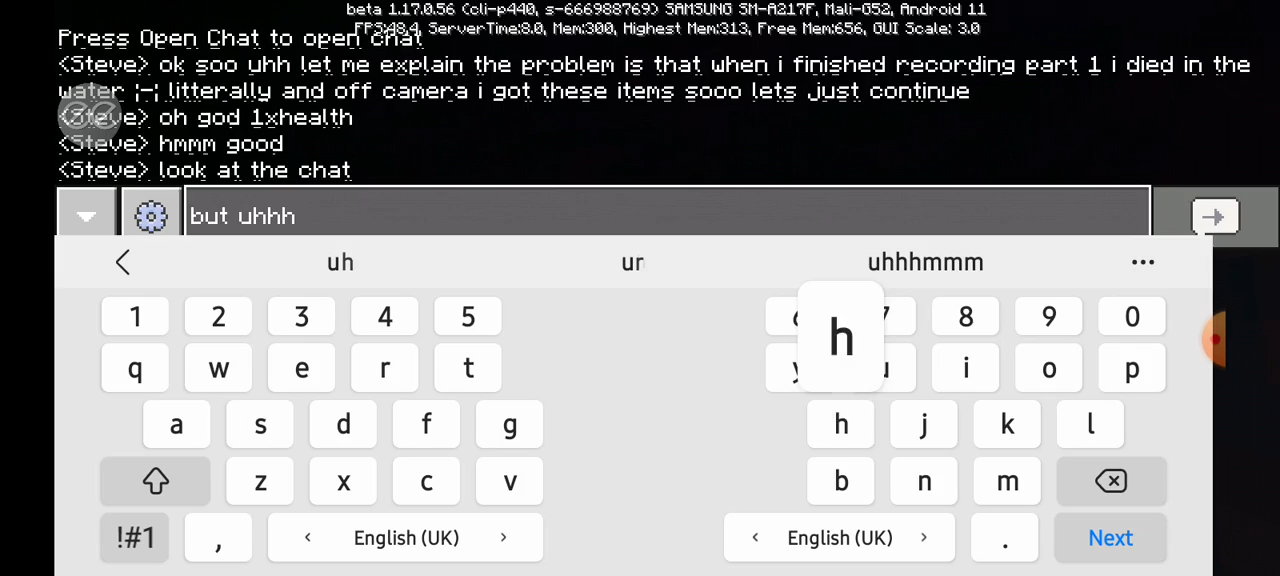 beta 1.17.0.56 (cli-p440, s-666988769) SAMSUNG SM-A217F, Mali-G52, Android 11
FPS:48.4, ServerTime:8.0, Mem:300, Highest Mem:313, Free Mem:656, GUI Scale: 3.0
Press Open Chat to open chat
<Steve> ok soo uhh let me explain the problem is that when i finished recording part 1 i died in the
water ¦-¦ litterally and off camera i got these items sooo lets just continue
<Steve> oh god 1xhealth
<Steve> hmmm good
<Steve> look at the chat
but uhhh
uh ur uhhhmmm •••
1 2 3 4 5 6 7 8 9 0
h
q w e r t y u i o p
a s d f g h j k l
z x c v b n m
!#1 , < English (UK) > < English (UK) > . Next